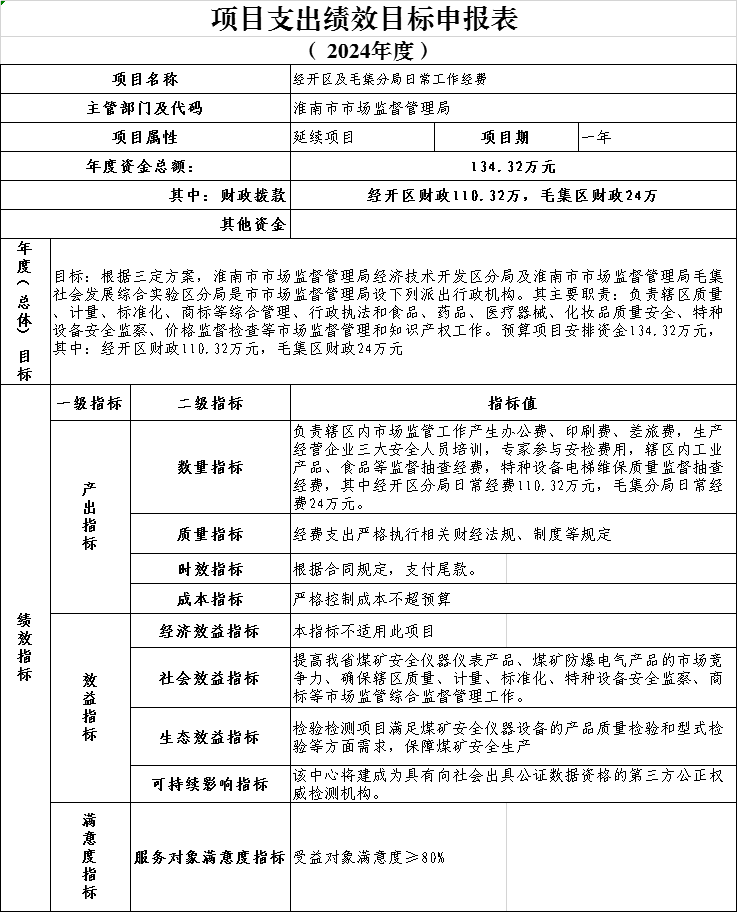 项目支出绩效目标申报表
（ 2024年度）
项目名称
经开区及毛集分局日常工作经费
主管部门及代码
淮南市市场监督管理局
项目属性
延续项目
项目期
一年
年度资金总额：
134.32万元
其中：财政拨款
经开区财政110.32万，毛集区财政24万
其他资金
年度（总体）目标
目标：根据三定方案，淮南市市场监督管理局经济技术开发区分局及淮南市市场监督管理局毛集
社会发展综合实验区分局是市市场监督管理局设下列派出行政机构。其主要职责：负责辖区质量
、计量、标准化、商标等综合管理、行政执法和食品、药品、医疗器械、化妆品质量安全、特种
设备安全监察、价格监督检查等市场监督管理和知识产权工作。预算项目安排资金134.32万元，
其中：经开区财政110.32万元，毛集区财政24万元
绩效指标
一级指标
二级指标
指标值
产出指标
数量指标
负责辖区内市场监管工作产生办公费、印刷费、差旅费，生产
经营企业三大安全人员培训，专家参与安检费用，辖区内工业
产品、食品等监督抽查经费，特种设备电梯维保质量监督抽查
经费，其中经开区分局日常经费110.32万元，毛集分局日常经
费24万元。
质量指标
经费支出严格执行相关财经法规、制度等规定
时效指标
根据合同规定，支付尾款。
成本指标
严格控制成本不超预算
效益指标
经济效益指标
本指标不适用此项目
社会效益指标
提高我省煤矿安全仪器仪表产品、煤矿防爆电气产品的市场竞
争力、确保辖区质量、计量、标准化、特种设备安全监察、商
标等市场监管综合监督管理工作。
生态效益指标
检验检测项目满足煤矿安全仪器设备的产品质量检验和型式检
验等方面需求，保障煤矿安全生产
可持续影响指标
该中心将建成为具有向社会出具公证数据资格的第三方公正权
威检测机构。
满意度指标
服务对象满意度指标
受益对象满意度≥80%